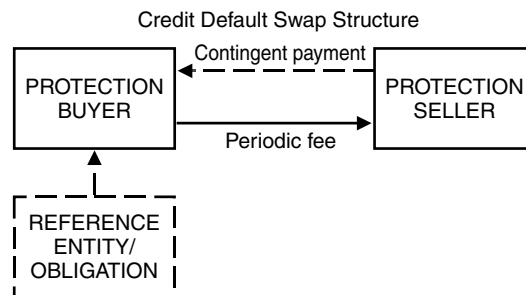 Credit Default Swap Structure
Contingent payment
PROTECTION
BUYER
PROTECTION
SELLER
Periodic fee
REFERENCE
ENTITY/
OBLIGATION